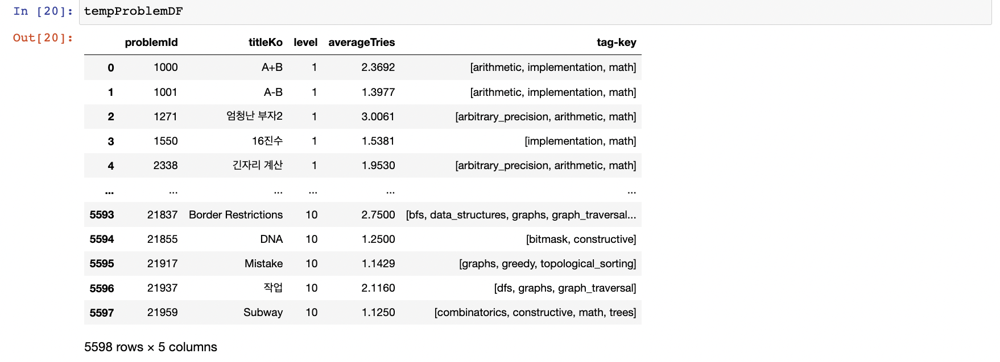 In [20]: tempProblemDF
Out[20]:
problemId titleKo level averageTries tag-key
0 1000 A+B 1 2.3692 [arithmetic, implementation, math]
1 1001 A-B 1 1.3977 [arithmetic, implementation, math]
2 1271 엄청난 부자2 1 3.0061 [arbitrary_precision, arithmetic, math]
3 1550 16진수 1 1.5381 [implementation, math]
4 2338 긴자리 계산 1 1.9530 [arbitrary_precision, arithmetic, math]
... ... ... ... ... ...
5593 21837 Border Restrictions 10 2.7500 [bfs, data_structures, graphs, graph_traversal...
5594 21855 DNA 10 1.2500 [bitmask, constructive]
5595 21917 Mistake 10 1.1429 [graphs, greedy, topological_sorting]
5596 21937 작업 10 2.1160 [dfs, graphs, graph_traversal]
5597 21959 Subway 10 1.1250 [combinatorics, constructive, math, trees]
5598 rows × 5 columns